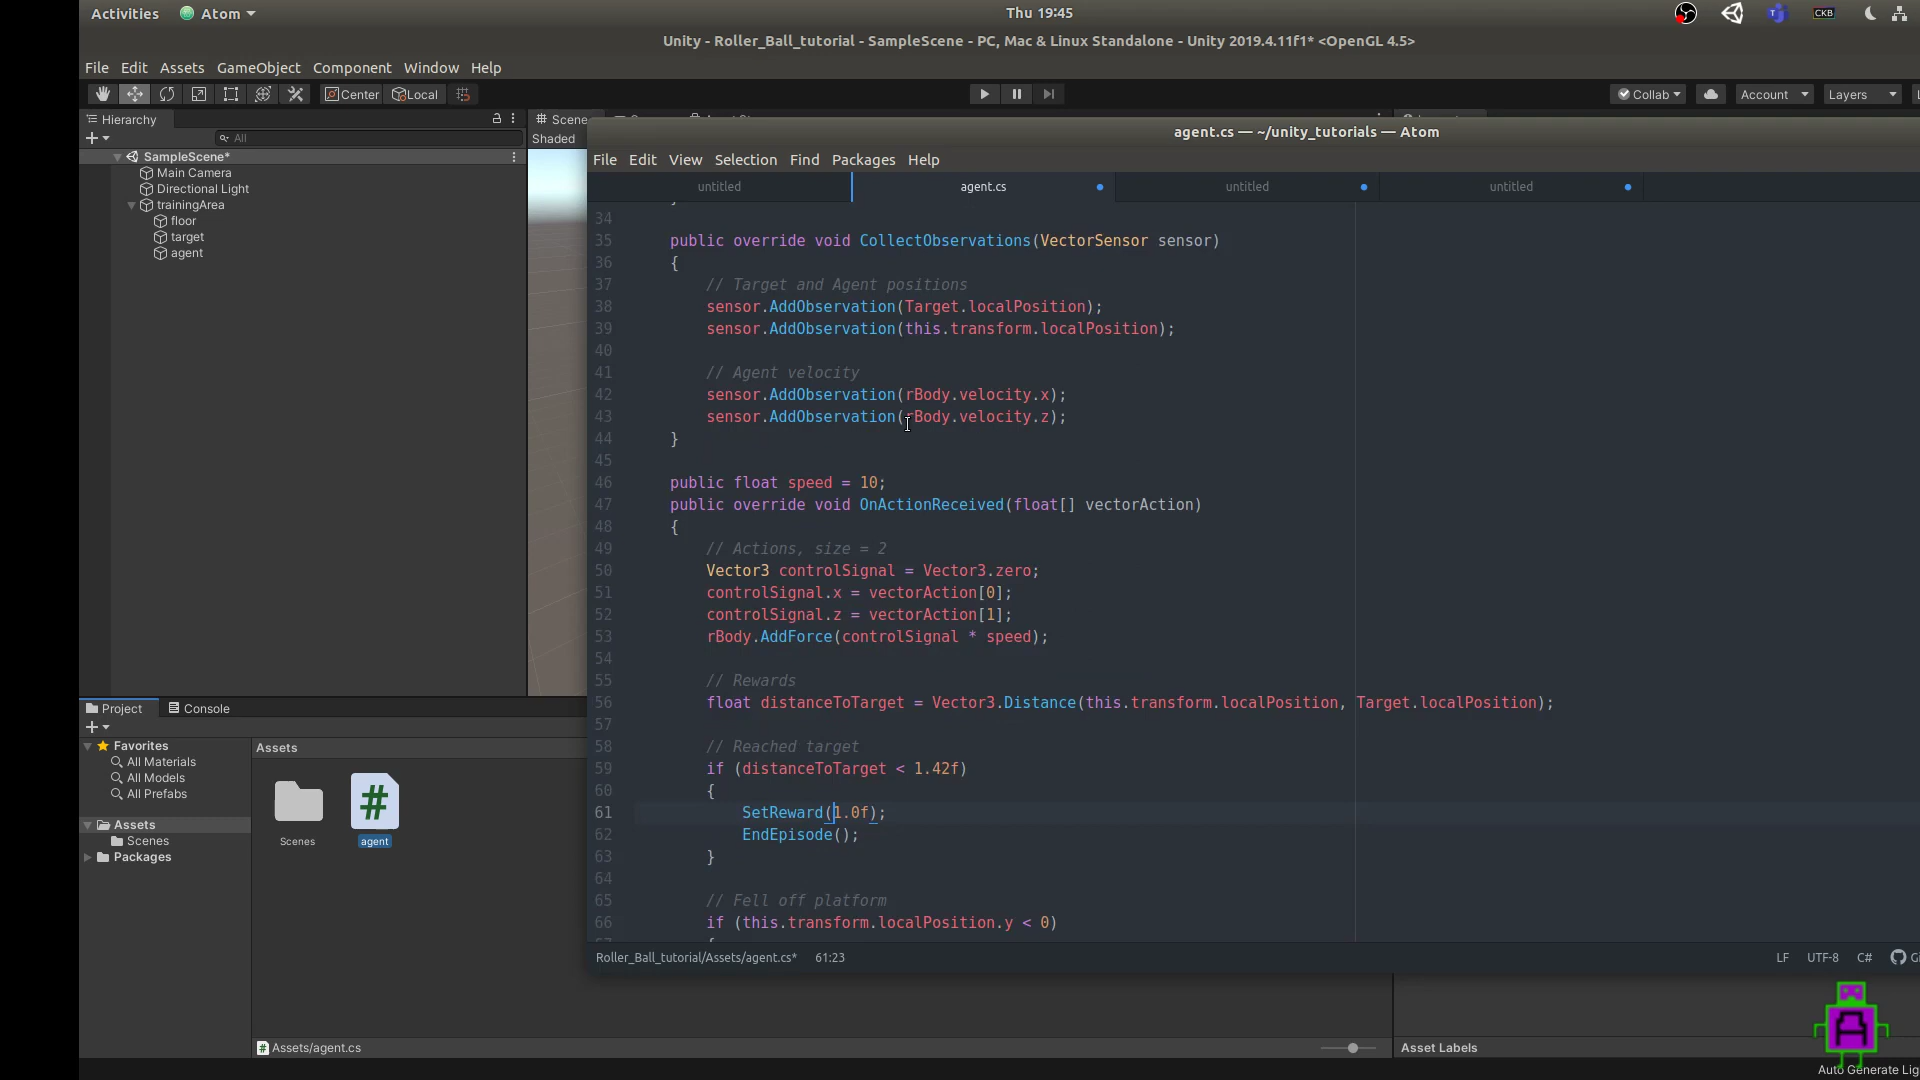 Activities
Atom
Thu 19:45
CKB
Unity - Roller_Ball_tutorial - SampleScene - PC, Mac & Linux Standalone - Unity 2019.4.11f1* <OpenGL 4.5>
File Edit Assets GameObject Component Window Help
Center Local
Collab Account Layers
Hierarchy
All
SampleScene*
Main Camera
Directional Light
trainingArea
floor
target
agent
Scene
Shaded
agent.cs — ~/unity_tutorials — Atom
File Edit View Selection Find Packages Help
untitled agent.cs untitled untitled
34
35 public override void CollectObservations(VectorSensor sensor)
36 {
37 // Target and Agent positions
38 sensor.AddObservation(Target.localPosition);
39 sensor.AddObservation(this.transform.localPosition);
40
41 // Agent velocity
42 sensor.AddObservation(rBody.velocity.x);
43 sensor.AddObservation(rBody.velocity.z);
44 }
45
46 public float speed = 10;
47 public override void OnActionReceived(float[] vectorAction)
48 {
49 // Actions, size = 2
50 Vector3 controlSignal = Vector3.zero;
51 controlSignal.x = vectorAction[0];
52 controlSignal.z = vectorAction[1];
53 rBody.AddForce(controlSignal * speed);
54
55 // Rewards
56 float distanceToTarget = Vector3.Distance(this.transform.localPosition, Target.localPosition);
57
58 // Reached target
59 if (distanceToTarget < 1.42f)
60 {
61 SetReward(1.0f);
62 EndEpisode();
63 }
64
65 // Fell off platform
66 if (this.transform.localPosition.y < 0)
Roller_Ball_tutorial/Assets/agent.cs* 61:23
LF UTF-8 C# Gi
Project Console
Favorites
All Materials
All Models
All Prefabs
Assets
Scenes
Packages
Assets
Scenes
agent
Assets/agent.cs
Asset Labels
Auto Generate Lig